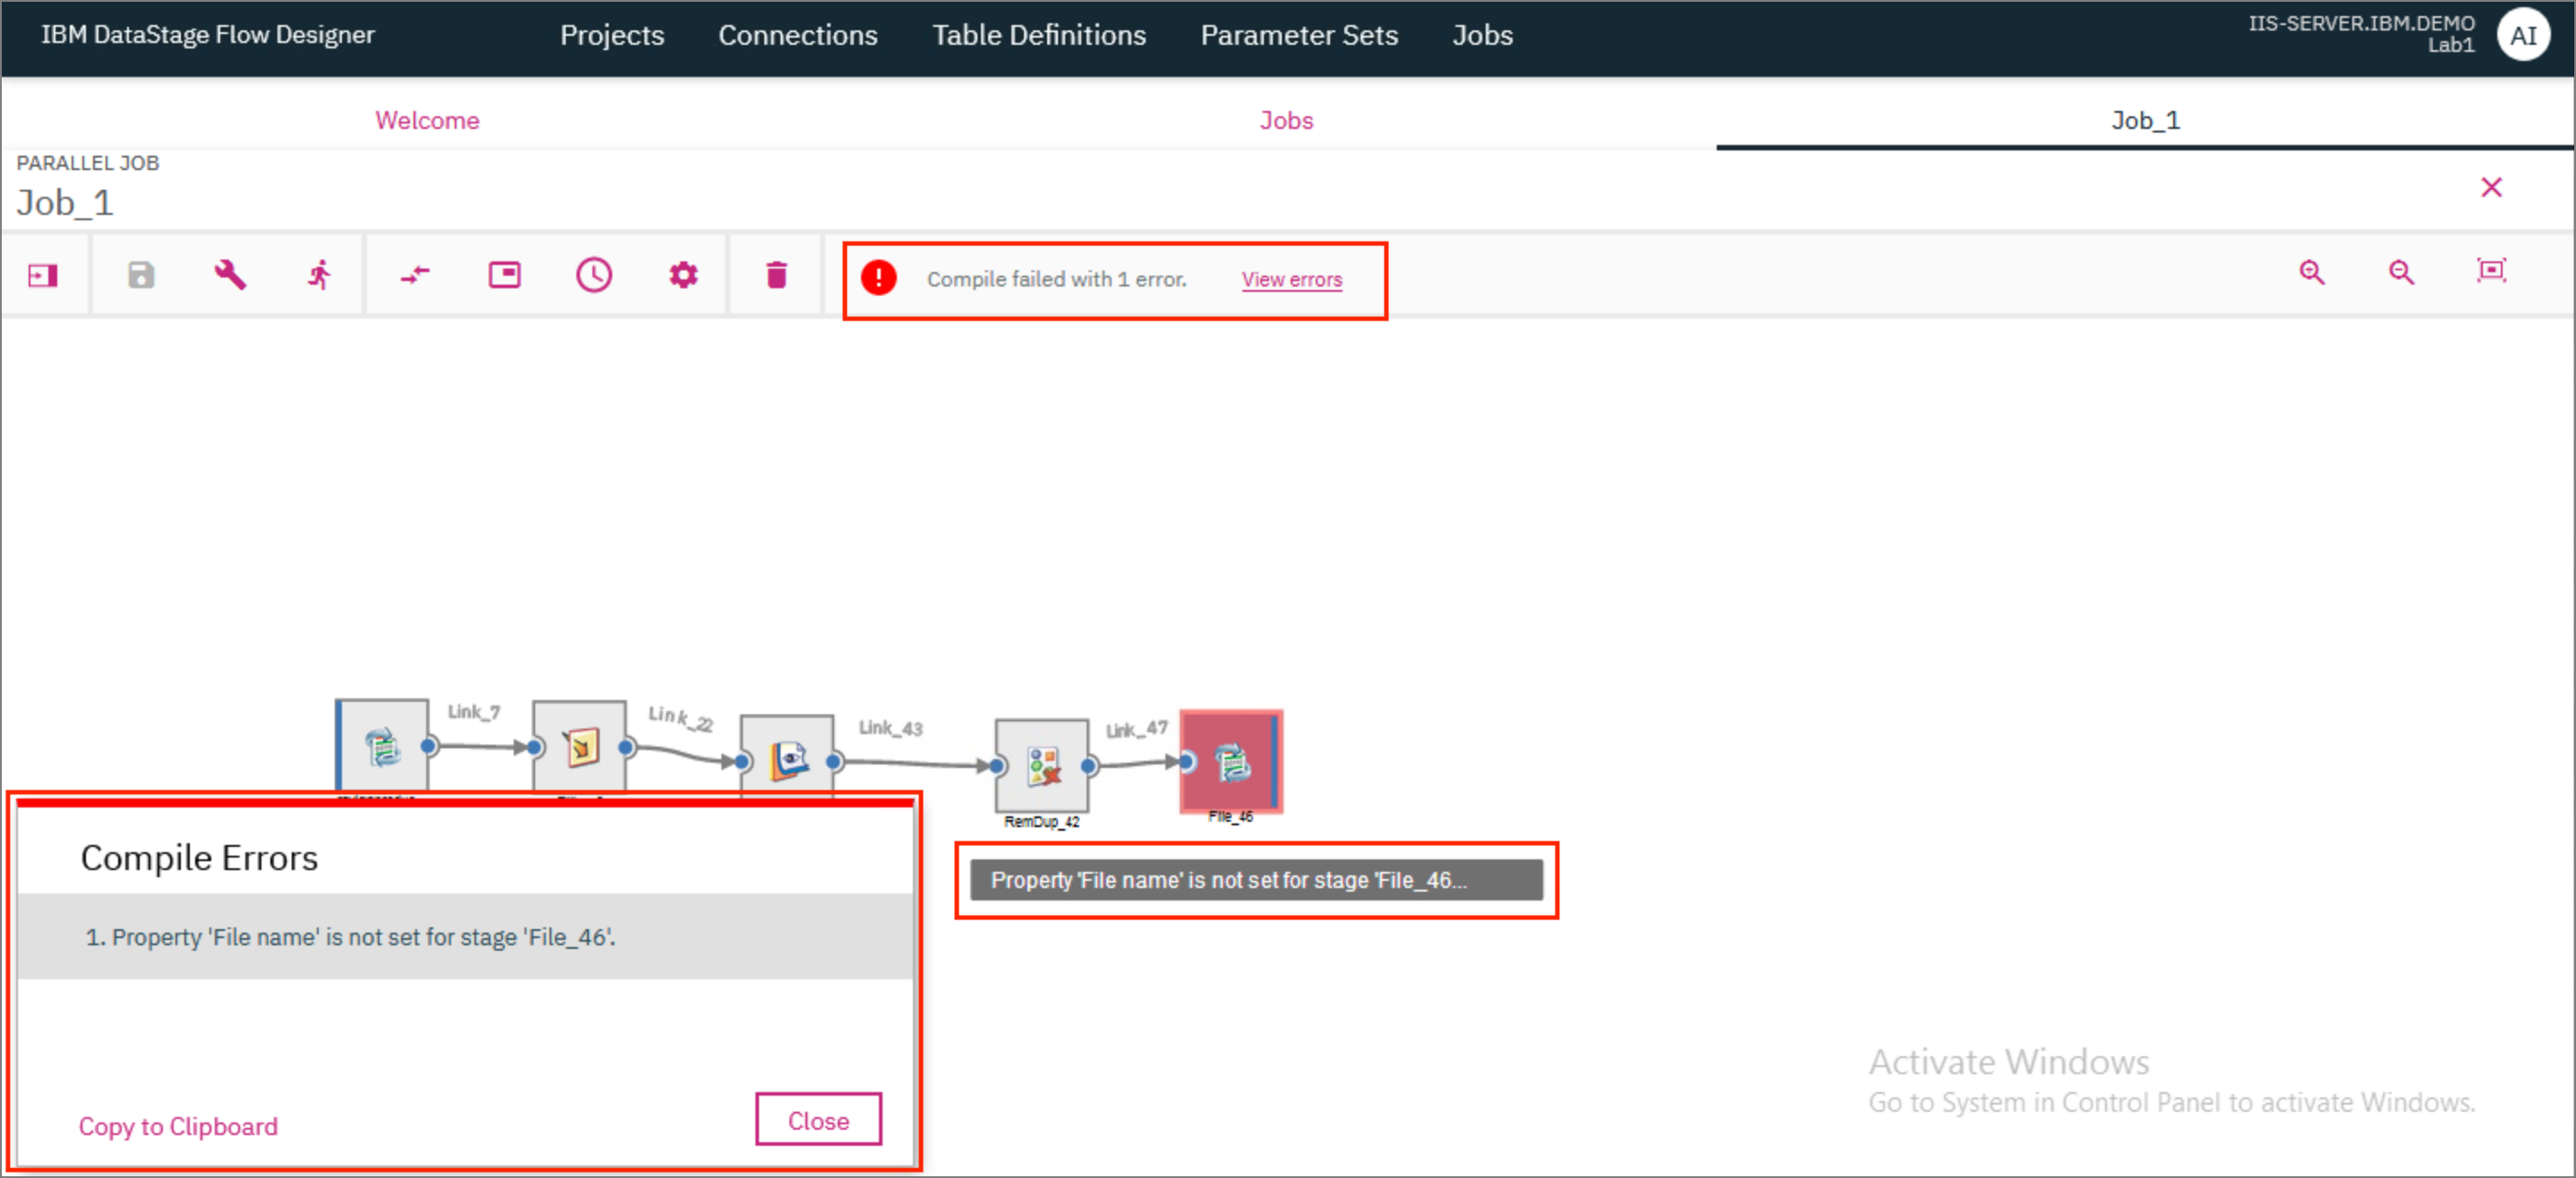 IBM DataStage Flow Designer
Projects
Connections
Table Definitions
Parameter Sets
Jobs
IIS-SERVER.IBM.DEMO
Lab1
AI
Welcome
Jobs
Job_1
PARALLEL JOB
Job_1
Compile failed with 1 error.
View errors
Link_7
Link_22
Link_43
Link_47
RemDup_42
File_46
Property 'File name' is not set for stage 'File_46...
Compile Errors
1. Property 'File name' is not set for stage 'File_46'.
Copy to Clipboard
Close
Activate Windows
Go to System in Control Panel to activate Windows.